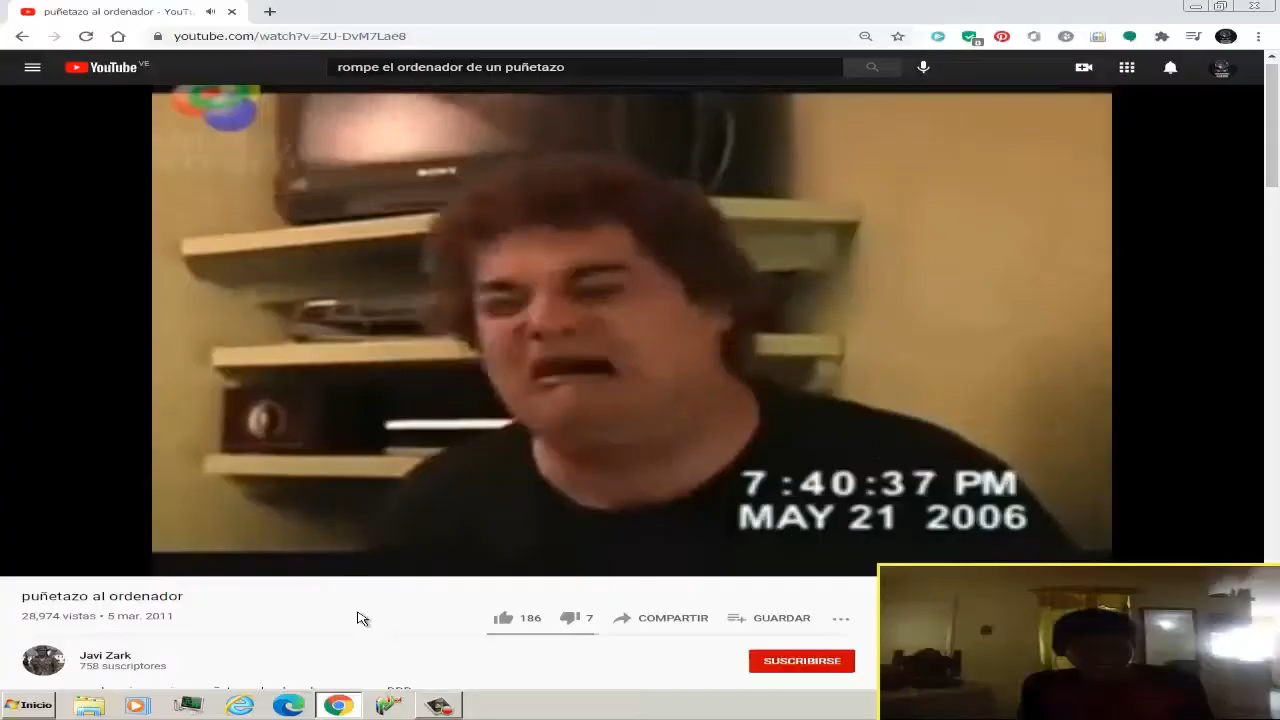 puñetazo al ordenador - YouTu
youtube.com/watch?v=ZU-DvM7Lae8
YouTube VE
rompe el ordenador de un puñetazo
SONY
7:40:37 PM
MAY 21 2006
puñetazo al ordenador
28,974 vistas • 5 mar. 2011
186
7
COMPARTIR
GUARDAR
Javi Zark
758 suscriptores
SUSCRIBIRSE
Inicio